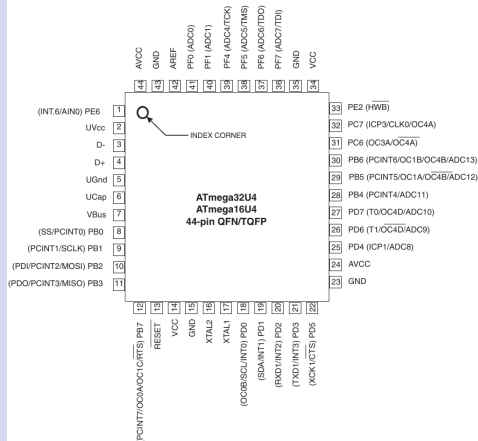 AVCC
GND
AREF
PF0 (ADC0)
PF1 (ADC1)
PF4 (ADC4/TCK)
PF5 (ADC5/TMS)
PF6 (ADC6/TDO)
PF7 (ADC7/TDI)
GND
VCC
44
43
42
41
40
39
38
37
36
35
34
(INT.6/AIN0) PE6 1
UVcc 2
D- 3
D+ 4
UGnd 5
UCap 6
VBus 7
(SS/PCINT0) PB0 8
(PCINT1/SCLK) PB1 9
(PDI/PCINT2/MOSI) PB2 10
(PDO/PCINT3/MISO) PB3 11
INDEX CORNER
ATmega32U4
ATmega16U4
44-pin QFN/TQFP
33 PE2 (HWB)
32 PC7 (ICP3/CLK0/OC4A)
31 PC6 (OC3A/OC4A)
30 PB6 (PCINT6/OC1B/OC4B/ADC13)
29 PB5 (PCINT5/OC1A/OC4B/ADC12)
28 PB4 (PCINT4/ADC11)
27 PD7 (T0/OC4D/ADC10)
26 PD6 (T1/OC4D/ADC9)
25 PD4 (ICP1/ADC8)
24 AVCC
23 GND
12
13
14
15
16
17
18
19
20
21
22
(PCINT7/OC0A/OC1C/RTS) PB7
RESET
VCC
GND
XTAL2
XTAL1
(OC0B/SCL/INT0) PD0
(SDA/INT1) PD1
(RXD1/INT2) PD2
(TXD1/INT3) PD3
(XCK1/CTS) PD5